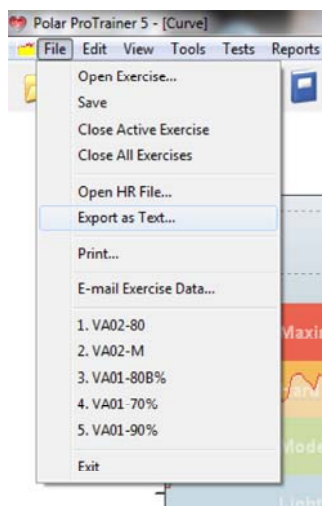 Polar ProTrainer 5 - [Curve]
File Edit View Tools Tests Reports
Open Exercise...
Save
Close Active Exercise
Close All Exercises
Open HR File...
Export as Text...
Print...
E-mail Exercise Data...
1. VA02-80
2. VA02-M
3. VA01-80B%
4. VA01-70%
5. VA01-90%
Exit
Maxi
Mode
Light